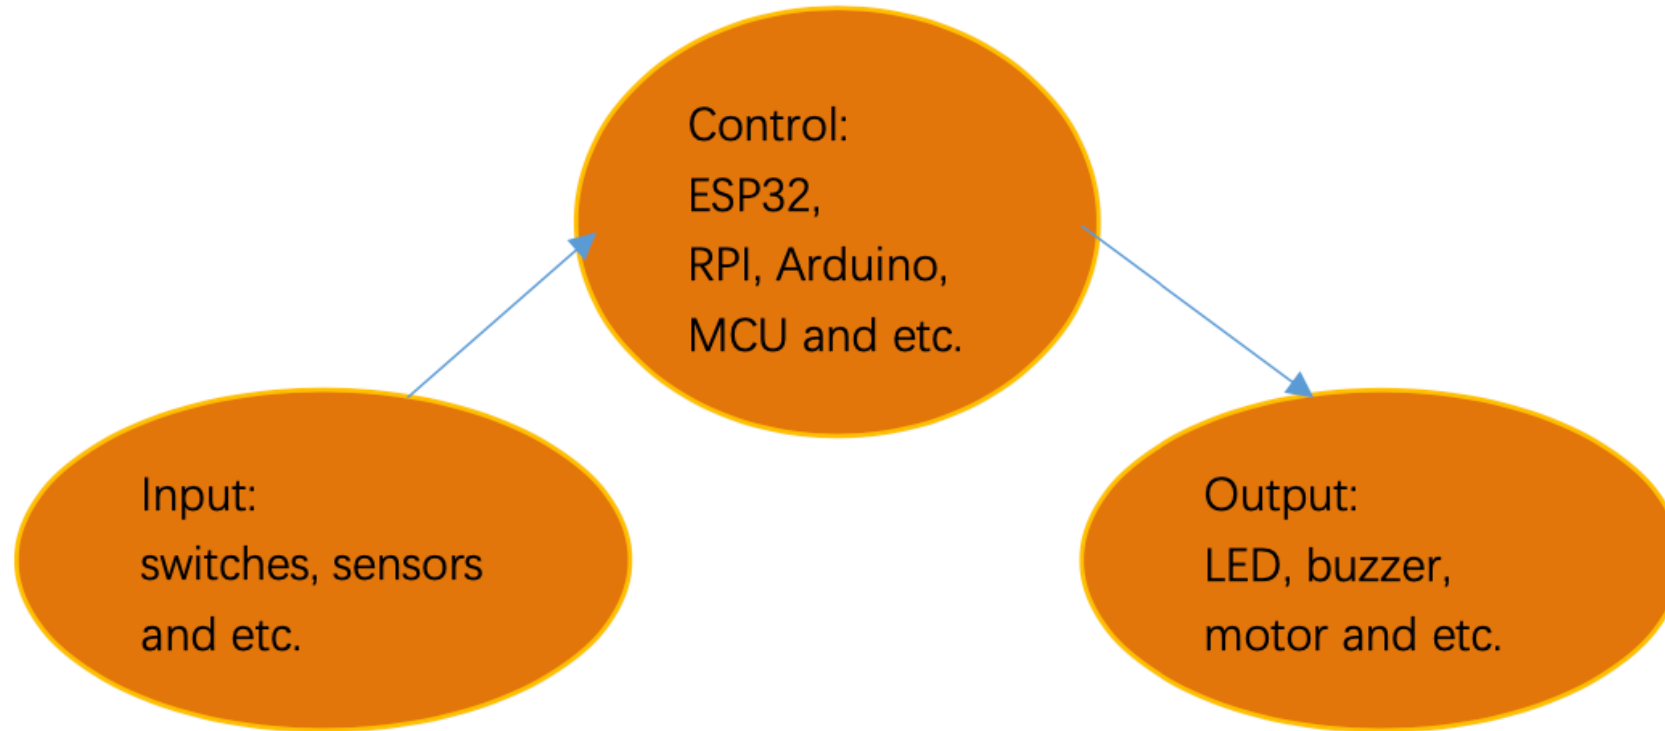 Control:
ESP32,
RPI, Arduino,
MCU and etc.
Input:
switches, sensors
and etc.
Output:
LED, buzzer,
motor and etc.